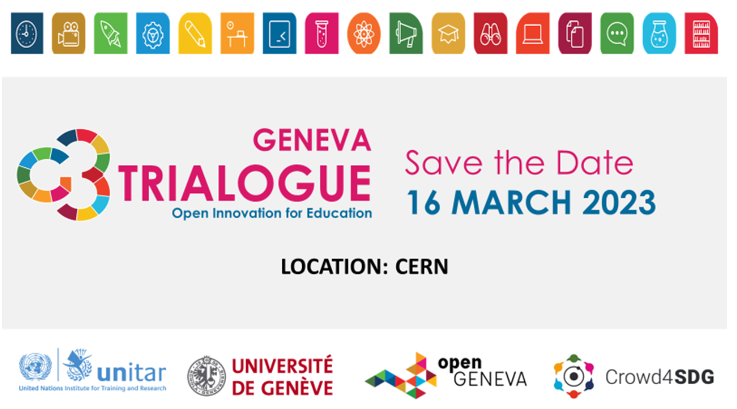 GENEVA
TRIALOGUE
Open Innovation for Education
Save the Date
16 MARCH 2023
LOCATION: CERN
unitar
United Nations Institute for Training and Research
UNIVERSITÉ
DE GENÈVE
open
GENEVA
Crowd4SDG